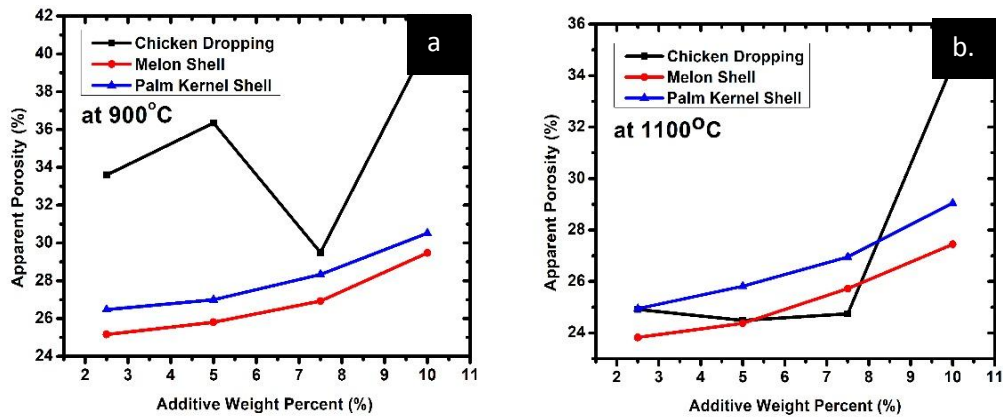 a
Chicken Dropping
Melon Shell
Palm Kernel Shell
at 900°C
Apparent Porosity (%)
42
40
38
36
34
32
30
28
26
24
2 3 4 5 6 7 8 9 10 11
Additive Weight Percent (%)
b.
Chicken Dropping
Melon Shell
Palm Kernel Shell
at 1100°C
Apparent Porosity (%)
36
34
32
30
28
26
24
2 3 4 5 6 7 8 9 10 11
Additive Weight Percent (%)